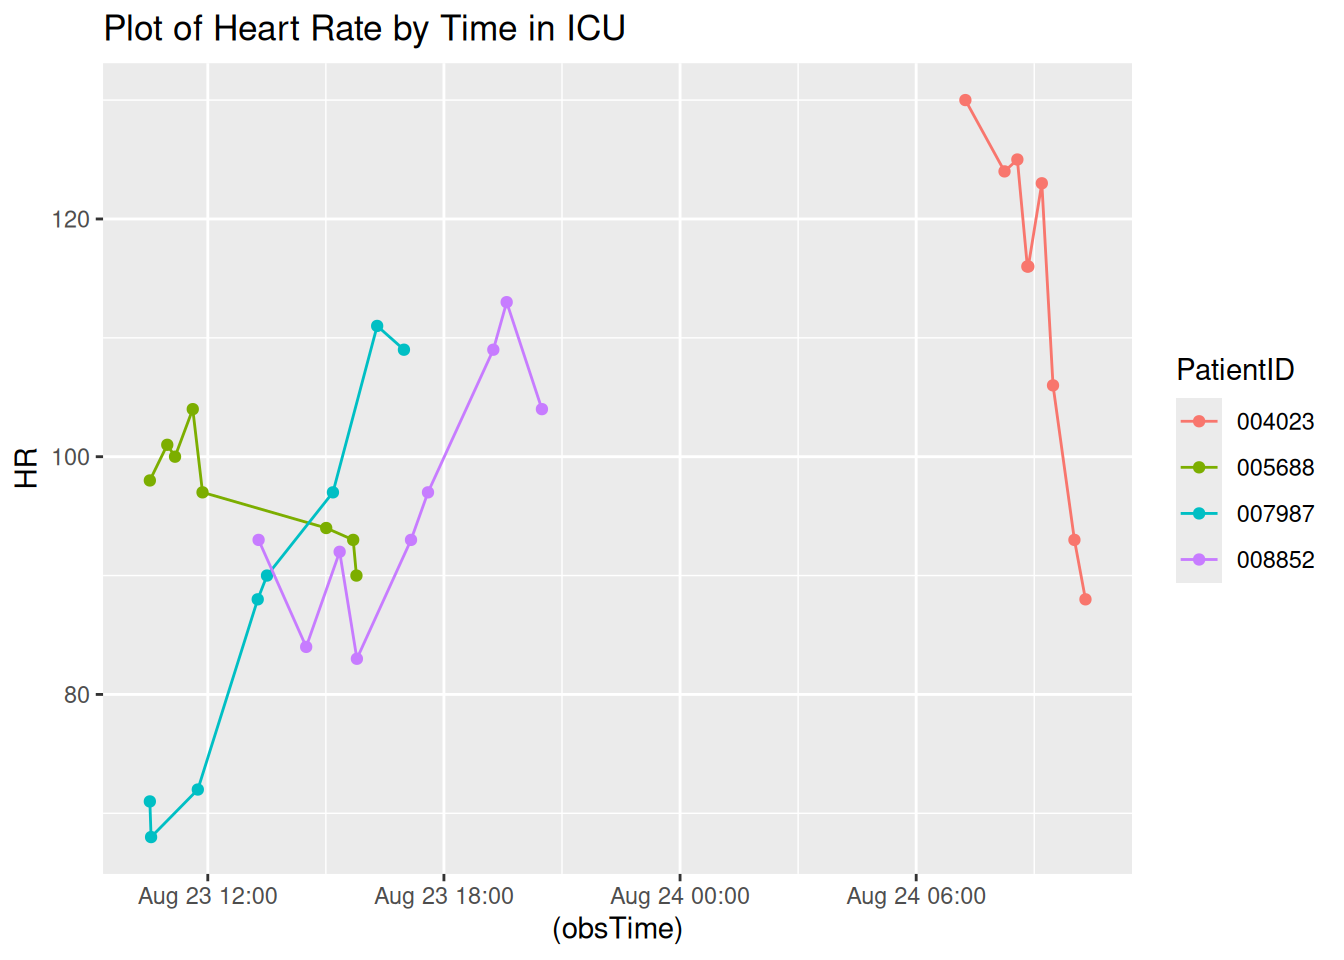 Plot of Heart Rate by Time in ICU
HR
120
100
80
Aug 23 12:00 Aug 23 18:00 Aug 24 00:00 Aug 24 06:00
(obsTime)
PatientID
004023
005688
007987
008852